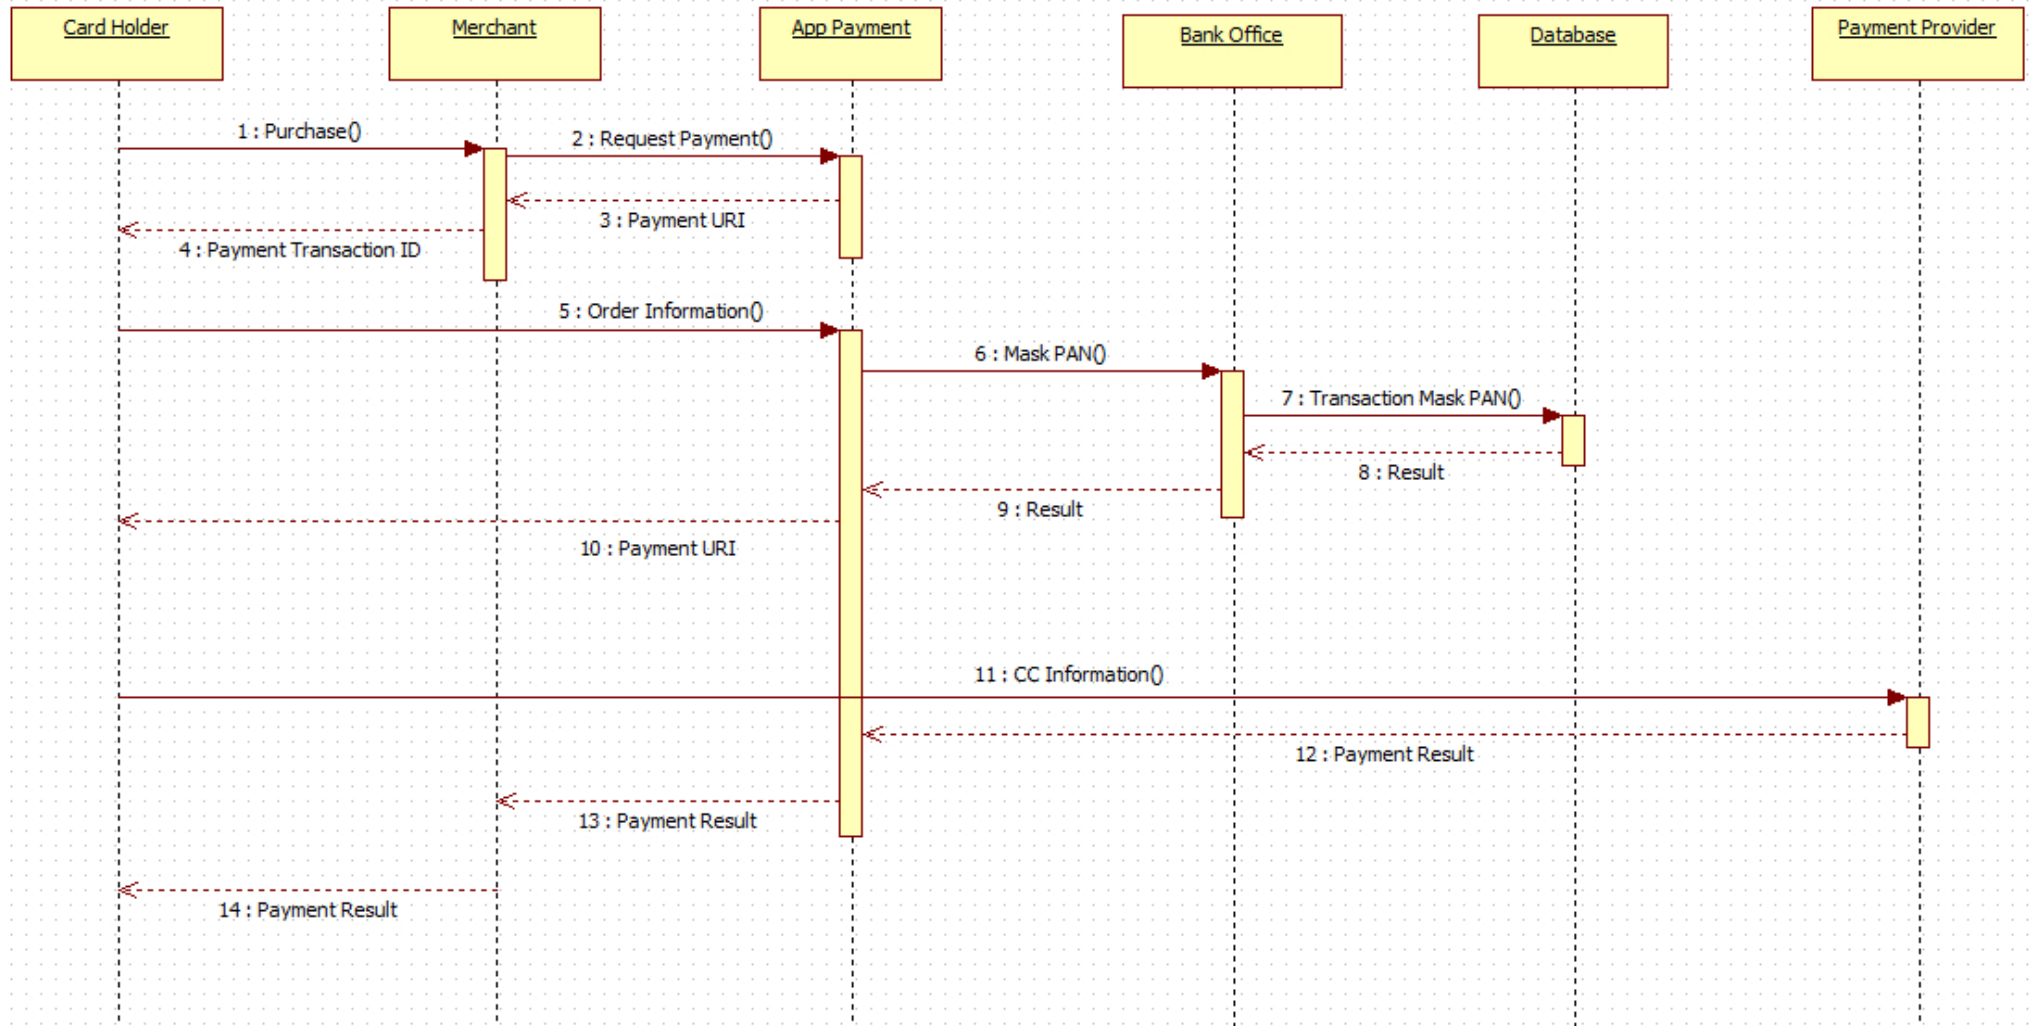 Card Holder
Merchant
App Payment
Bank Office
Database
Payment Provider
1 : Purchase()
2 : Request Payment()
3 : Payment URI
4 : Payment Transaction ID
5 : Order Information()
6 : Mask PAN()
7 : Transaction Mask PAN()
8 : Result
9 : Result
10 : Payment URI
11 : CC Information()
12 : Payment Result
13 : Payment Result
14 : Payment Result